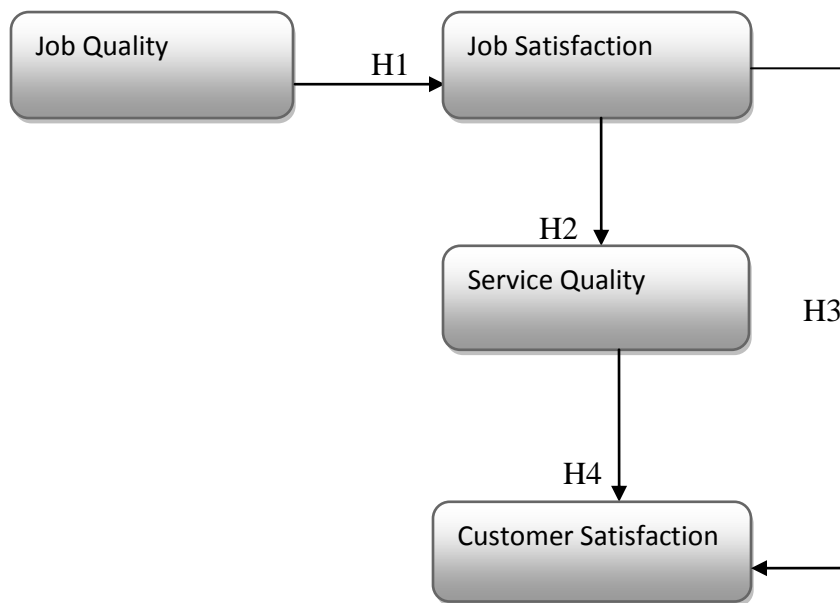 Job Quality
H1
Job Satisfaction
H2
Service Quality
H3
H4
Customer Satisfaction